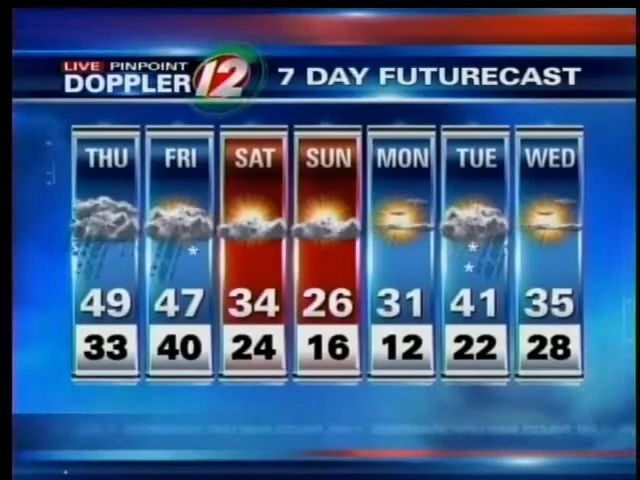 LIVE PINPOINT
DOPPLER 12
7 DAY FUTURECAST
THU FRI SAT SUN MON TUE WED
49 47 34 26 31 41 35
33 40 24 16 12 22 28